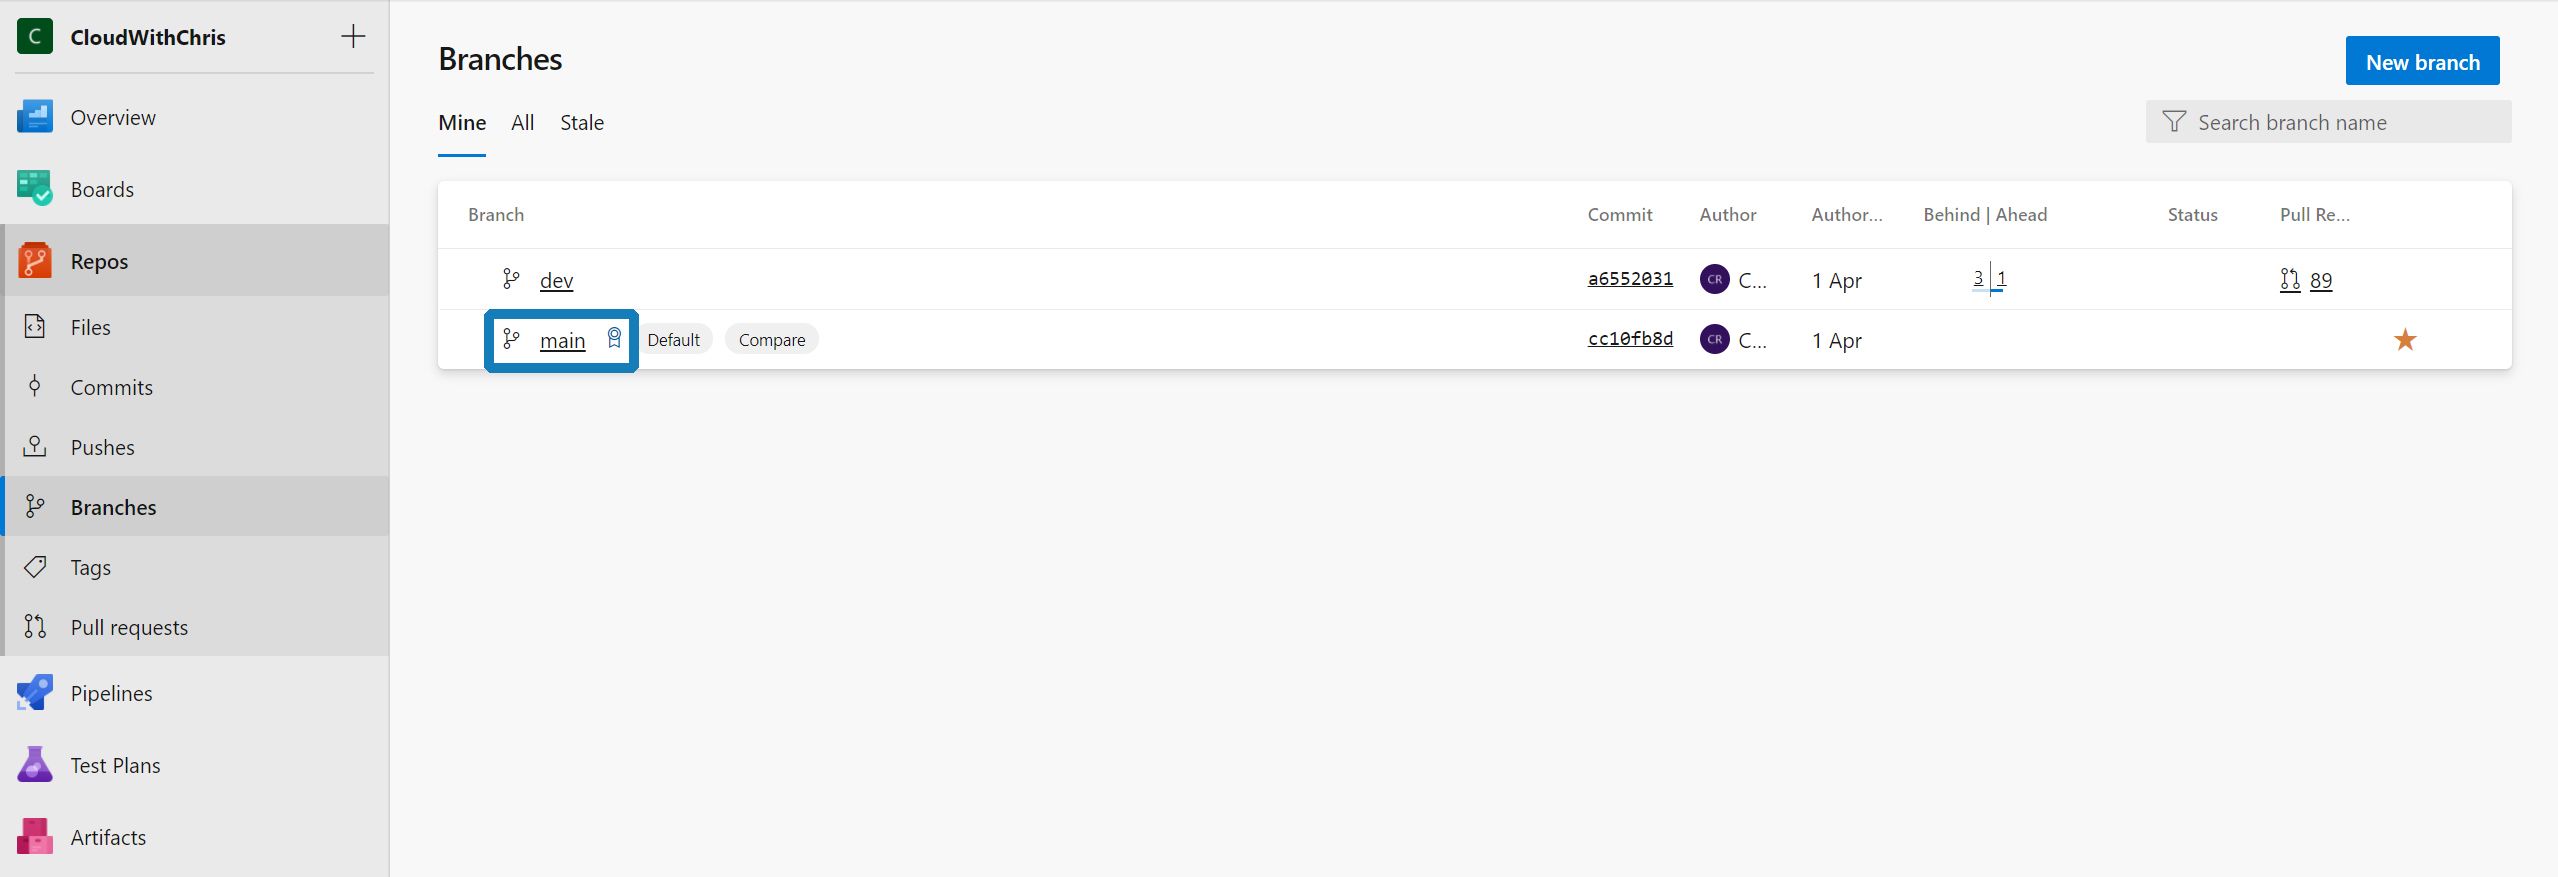 C CloudWithChris
Overview
Boards
Repos
Files
Commits
Pushes
Branches
Tags
Pull requests
Pipelines
Test Plans
Artifacts
Branches
New branch
Mine All Stale
Search branch name
Branch Commit Author Author... Behind | Ahead Status Pull Re...
dev a6552031 CR C... 1 Apr 3 1 89
main Default Compare cc10fb8d CR C... 1 Apr